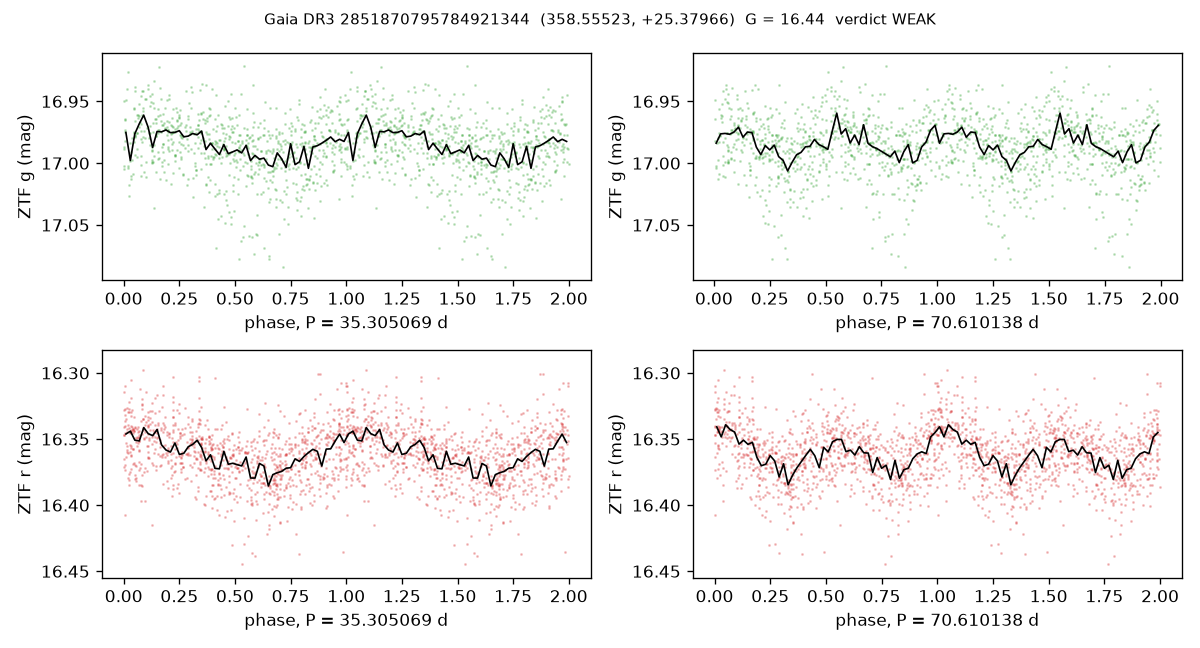 Gaia DR3 2851870795784921344 (358.55523, +25.37966) G = 16.44 verdict WEAK
ZTF g (mag)
16.95
17.00
17.05
0.00 0.25 0.50 0.75 1.00 1.25 1.50 1.75 2.00
phase, P = 35.305069 d
ZTF g (mag)
16.95
17.00
17.05
0.00 0.25 0.50 0.75 1.00 1.25 1.50 1.75 2.00
phase, P = 70.610138 d
ZTF r (mag)
16.30
16.35
16.40
16.45
0.00 0.25 0.50 0.75 1.00 1.25 1.50 1.75 2.00
phase, P = 35.305069 d
ZTF r (mag)
16.30
16.35
16.40
16.45
0.00 0.25 0.50 0.75 1.00 1.25 1.50 1.75 2.00
phase, P = 70.610138 d